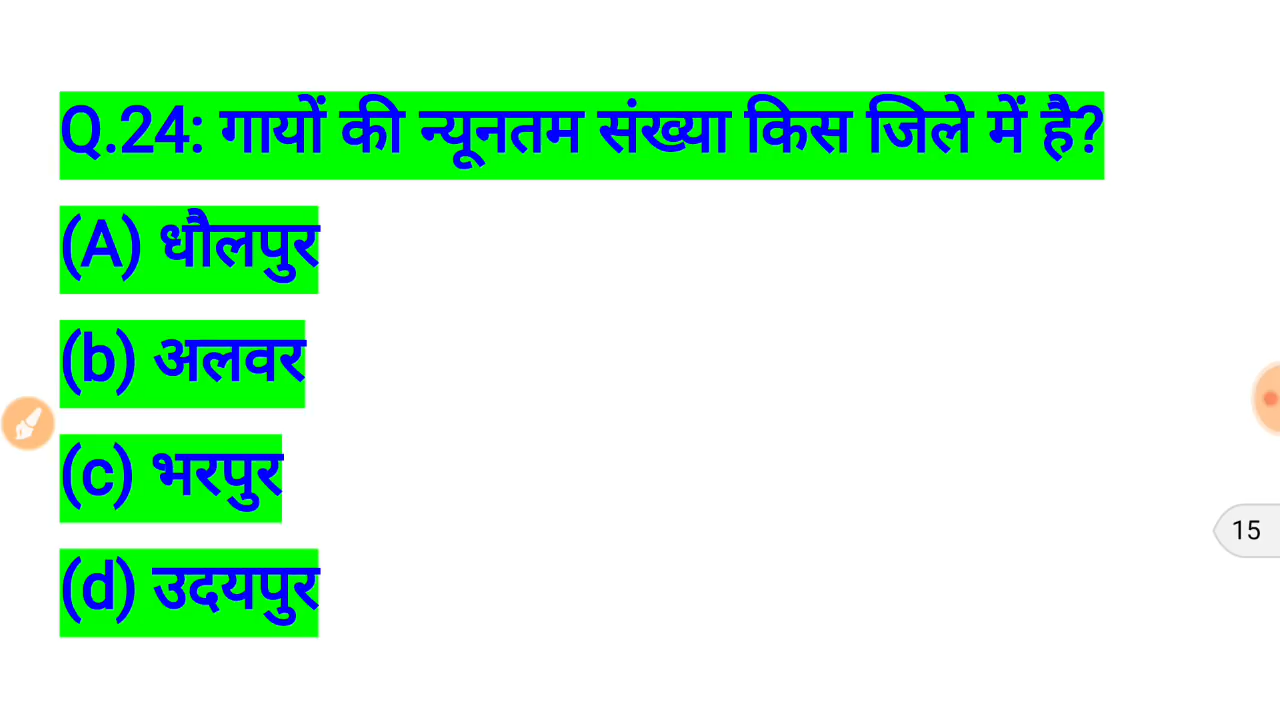 Q.24: गायों की न्यूनतम संख्या किस जिले में है?
(A) धौलपुर
(b) अलवर
(c) भरपुर
(d) उदयपुर
15